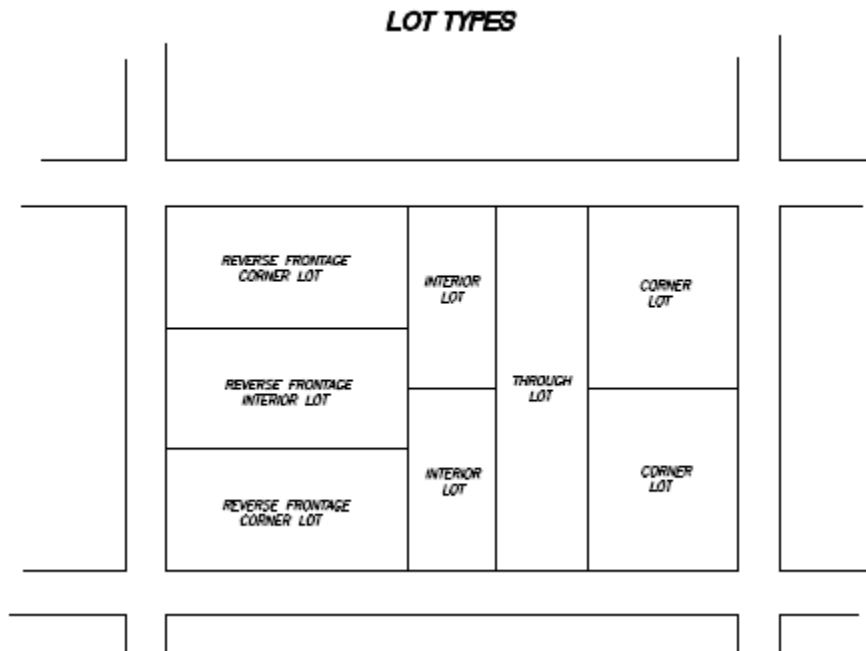 LOT TYPES
REVERSE FRONTAGE
CORNER LOT
INTERIOR
LOT
CORNER
LOT
REVERSE FRONTAGE
INTERIOR LOT
THROUGH
LOT
INTERIOR
LOT
CORNER
LOT
REVERSE FRONTAGE
CORNER LOT